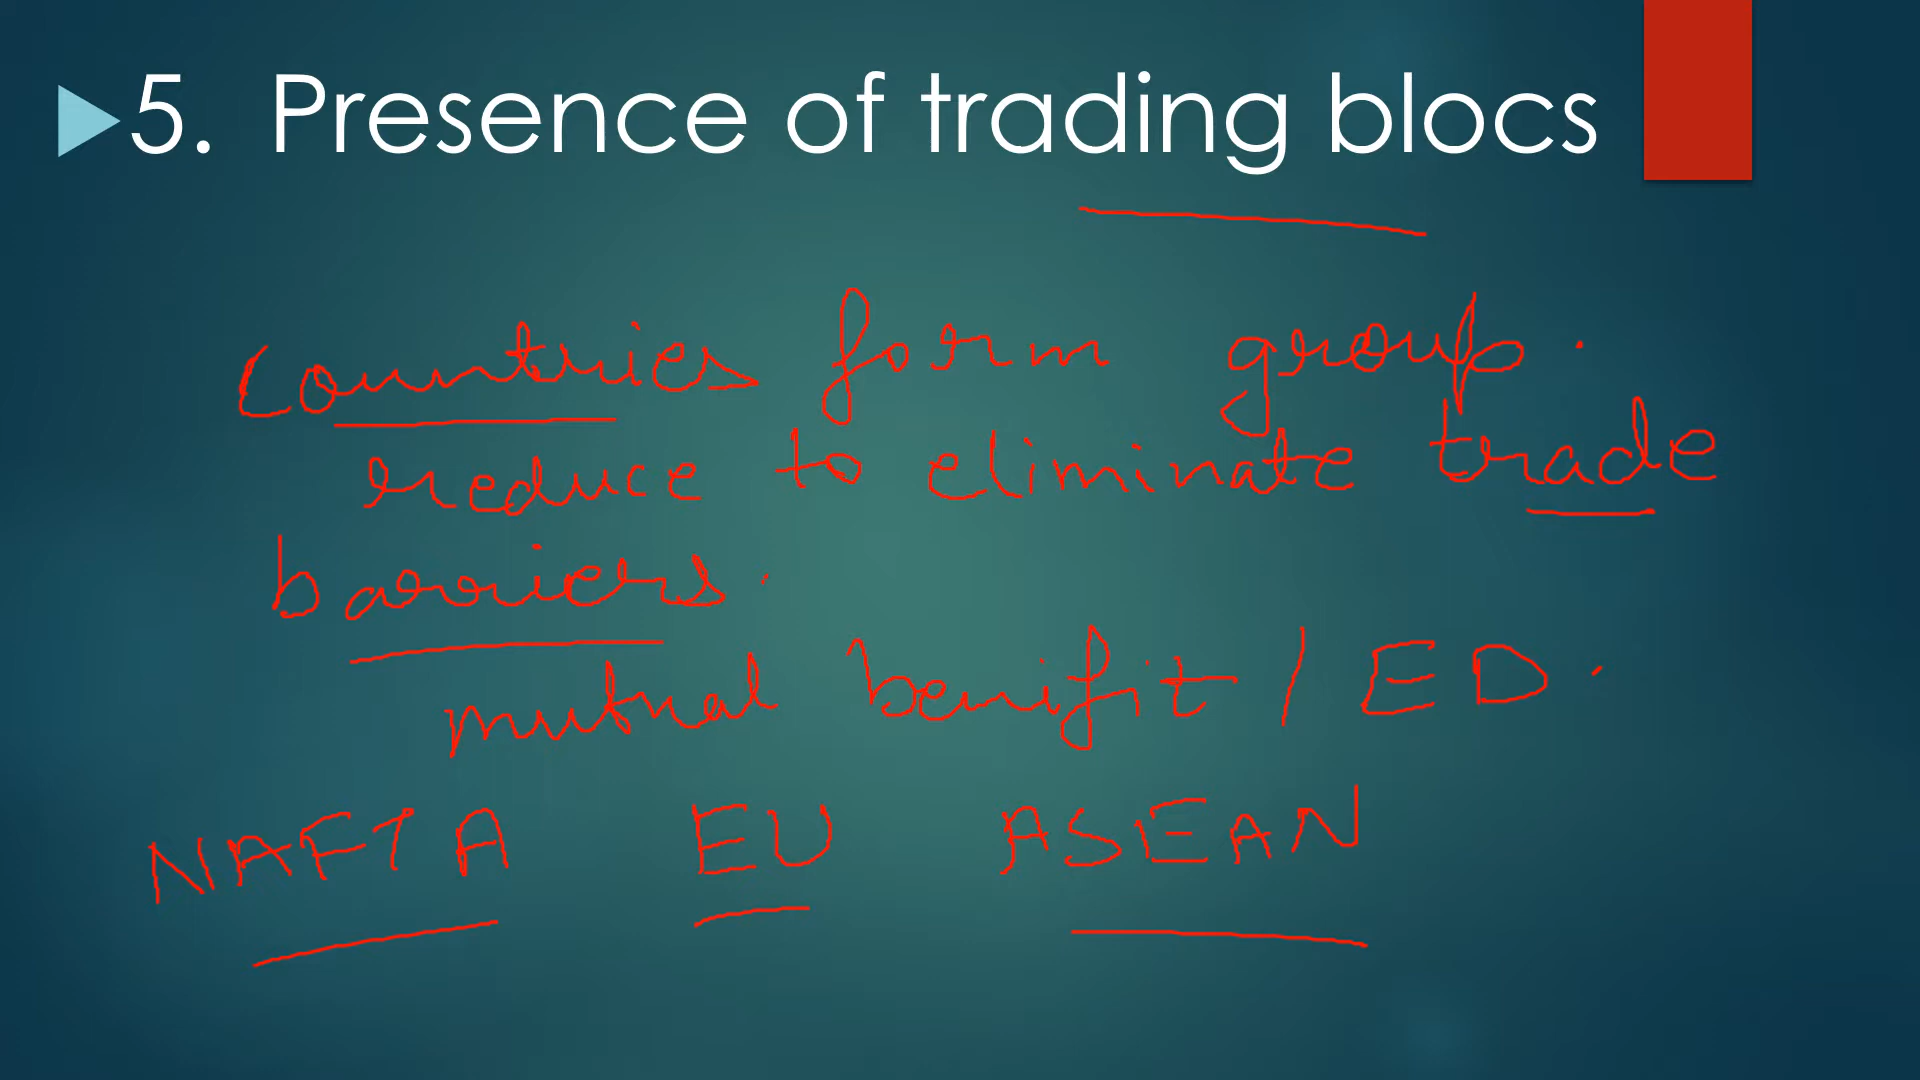 5. Presence of trading blocs
Countries form group.
reduce to eliminate trade
barriers.
mutual benifit / ED.
NAFTA EU ASEAN